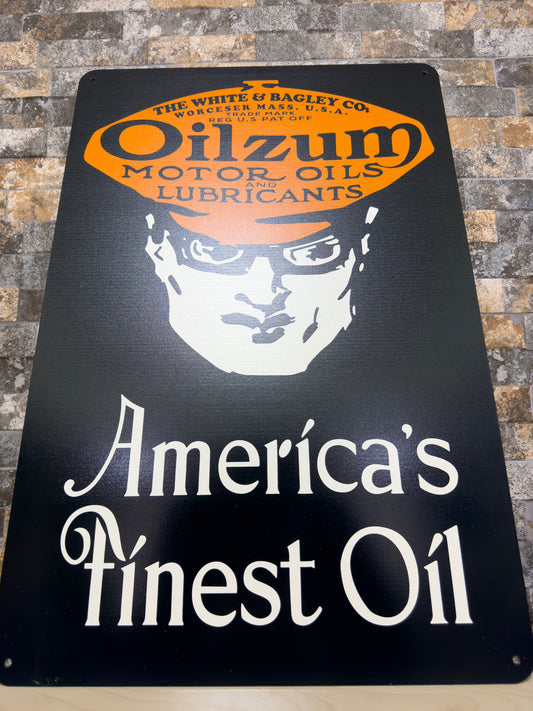 THE WHITE & BAGLEY CO.
WORCESER MASS. U.S.A.
TRADE MARK
REG U.S PAT OFF
Oilzum
MOTOR OILS
AND
LUBRICANTS
America's
finest Oil